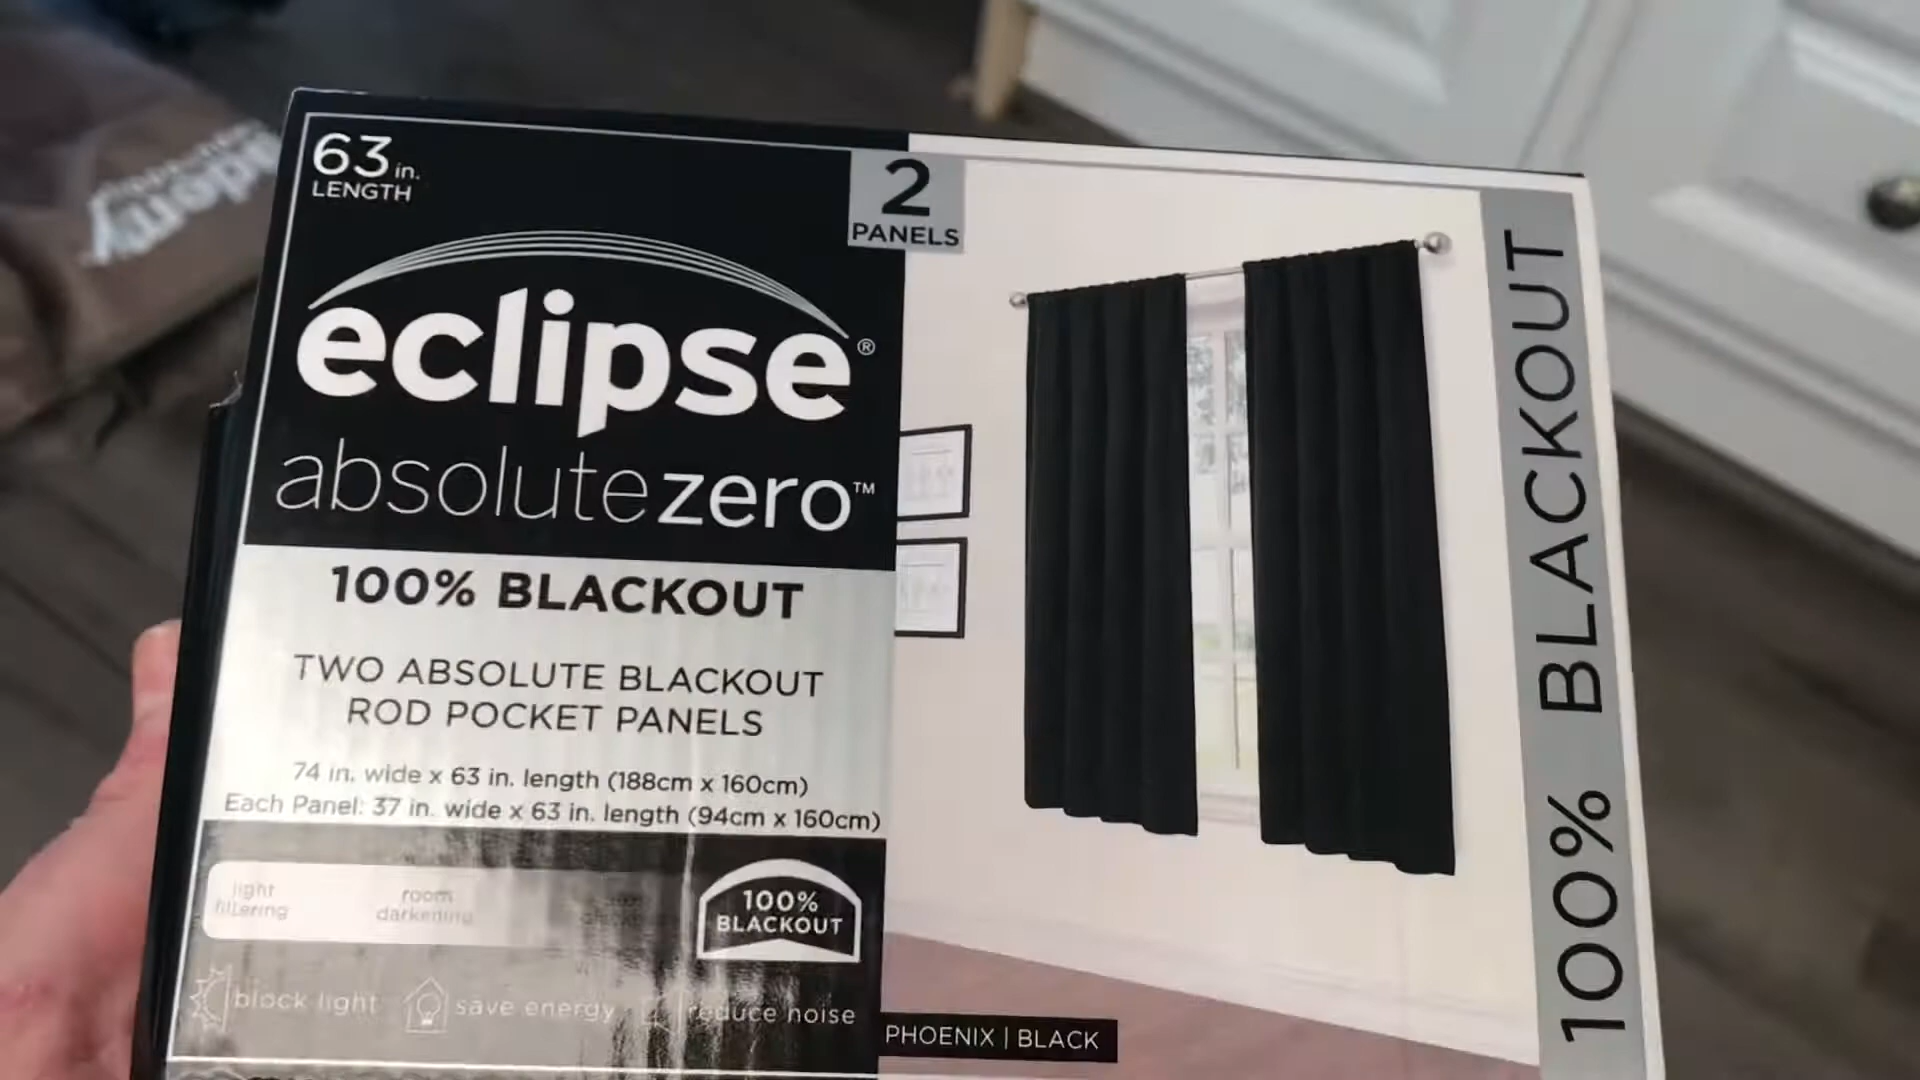 63 in.
LENGTH
2
PANELS
eclipse®
absolutezero™
100% BLACKOUT
TWO ABSOLUTE BLACKOUT
ROD POCKET PANELS
74 in. wide x 63 in. length (188cm x 160cm)
Each Panel: 37 in. wide x 63 in. length (94cm x 160cm)
light
filtering
room
darkening
100%
BLACKOUT
block light
save energy
reduce noise
PHOENIX | BLACK
100% BLACKOUT